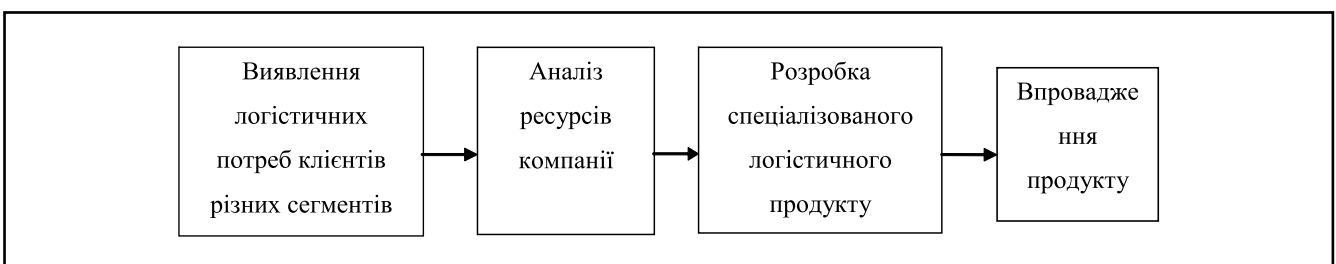 Виявлення
логістичних
потреб клієнтів
різних сегментів
Аналіз
ресурсів
компанії
Розробка
спеціалізованого
логістичного
продукту
Впровадже
ння
продукту